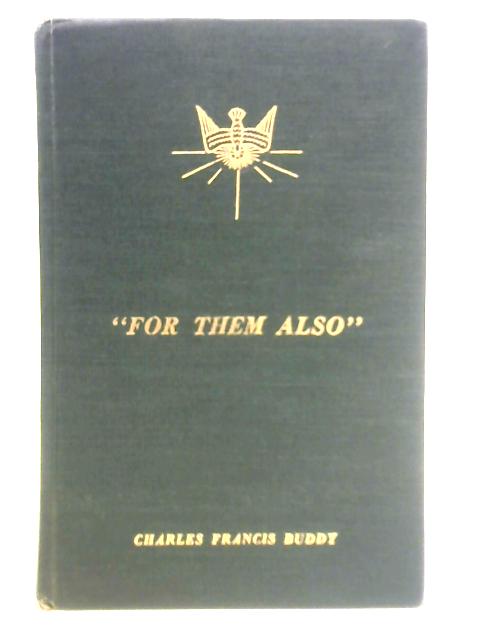 “FOR THEM ALSO”
CHARLES FRANCIS BUDDY